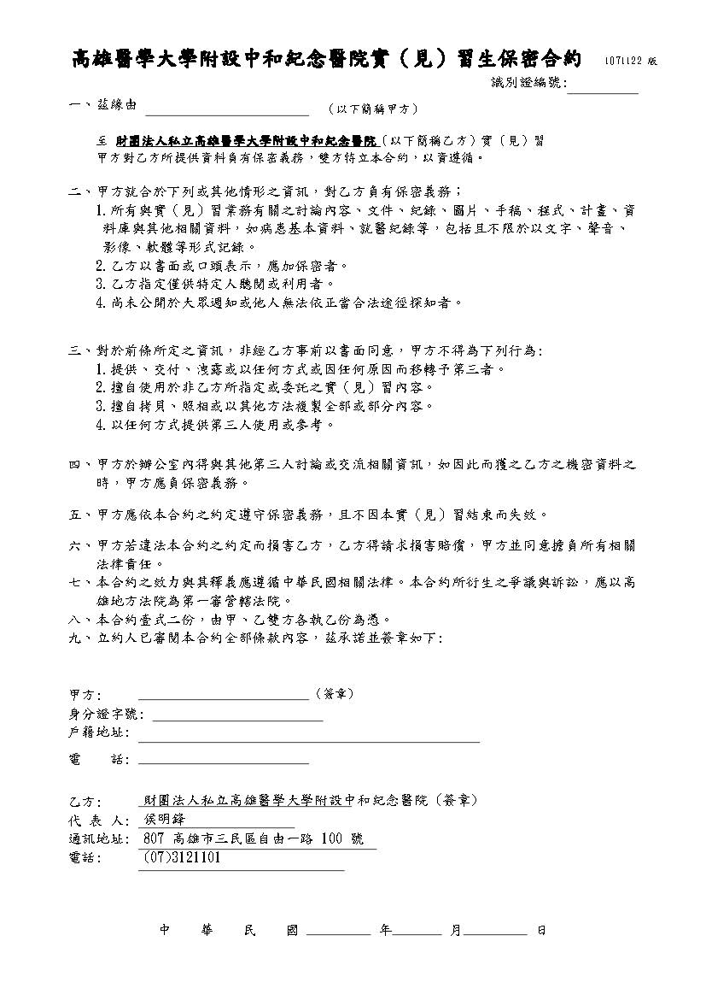 高雄醫學大學附設中和紀念醫院實（見）習生保密合約 1071122 版
識別證編號:
一、茲緣由 （以下簡稱甲方）
至 財團法人私立高雄醫學大學附設中和紀念醫院（以下簡稱乙方）實（見）習
甲方對乙方所提供資料負有保密義務，雙方特立本合約，以資遵循。
二、甲方就合於下列或其他情形之資訊，對乙方負有保密義務；
1.所有與實（見）習業務有關之討論內容、文件、紀錄、圖片、手稿、程式、計畫、資
料庫與其他相關資料，如病患基本資料、就醫紀錄等，包括且不限於以文字、聲音、
影像、軟體等形式記錄。
2.乙方以書面或口頭表示，應加保密者。
3.乙方指定僅供特定人聽閱或利用者。
4.尚未公開於大眾週知或他人無法依正當合法途徑探知者。
三、對於前條所定之資訊，非經乙方事前以書面同意，甲方不得為下列行為:
1.提供、交付、洩露或以任何方式或因任何原因而移轉予第三者。
2.擅自使用於非乙方所指定或委託之實（見）習內容。
3.擅自拷貝、照相或以其他方法複製全部或部分內容。
4.以任何方式提供第三人使用或參考。
四、甲方於辦公室內得與其他第三人討論或交流相關資訊，如因此而獲之乙方之機密資料之
時，甲方應負保密義務。
五、甲方應依本合約之約定遵守保密義務，且不因本實（見）習結束而失效。
六、甲方若違法本合約之約定而損害乙方，乙方得請求損害賠償，甲方並同意擔負所有相關
法律責任。
七、本合約之效力與其釋義應遵循中華民國相關法律。本合約所衍生之爭議與訴訟，應以高
雄地方法院為第一審管轄法院。
八、本合約壹式二份，由甲、乙雙方各執乙份為憑。
九、立約人已審閱本合約全部條款內容，茲承諾並簽章如下:
甲方: （簽章）
身分證字號:
戶籍地址:
電 話:
乙方: 財團法人私立高雄醫學大學附設中和紀念醫院（簽章）
代 表 人: 侯明鋒
通訊地址: 807 高雄市三民區自由一路 100 號
電話: (07)3121101
中 華 民 國 年 月 日